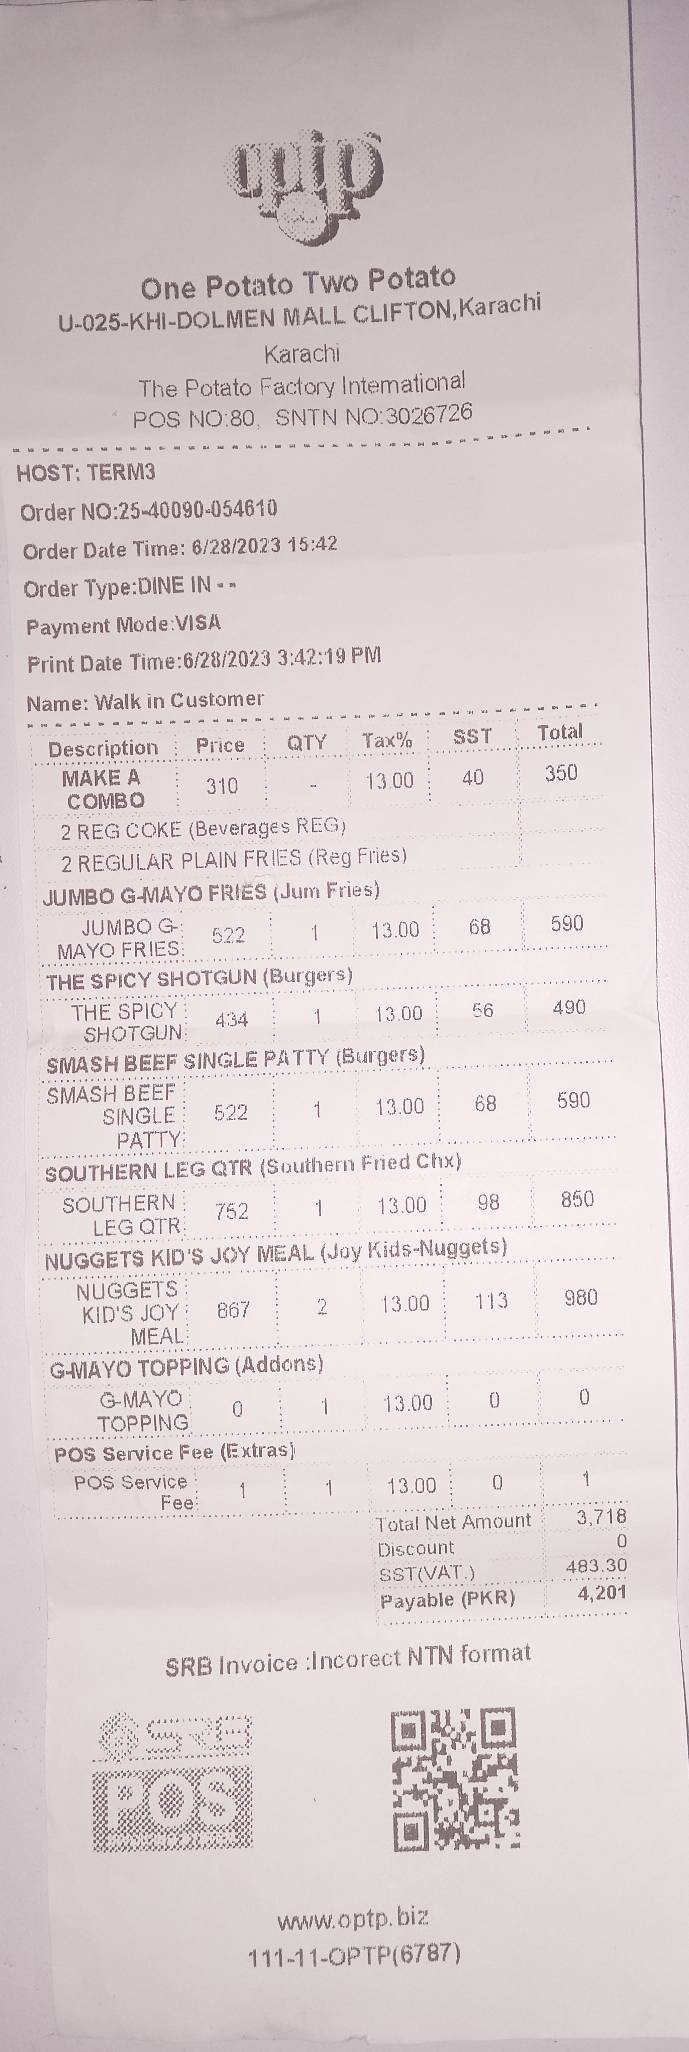 optp
One Potato Two Potato
U-025-KHI-DOLMEN MALL CLIFTON,Karachi
Karachi
The Potato Factory International
POS NO:80, SNTN NO:3026726
HOST: TERM3
Order NO:25-40090-054610
Order Date Time: 6/28/2023 15:42
Order Type:DINE IN - -
Payment Mode:VISA
Print Date Time:6/28/2023 3:42:19 PM
Name: Walk in Customer
Description Price QTY Tax% SST Total
MAKE A COMBO 310 - 13.00 40 350
2 REG COKE (Beverages REG)
2 REGULAR PLAIN FRIES (Reg Fries)
JUMBO G-MAYO FRIES (Jum Fries)
JUMBO G-MAYO FRIES 522 1 13.00 68 590
THE SPICY SHOTGUN (Burgers)
THE SPICY SHOTGUN 434 1 13.00 56 490
SMASH BEEF SINGLE PATTY (Burgers)
SMASH BEEF SINGLE PATTY 522 1 13.00 68 590
SOUTHERN LEG QTR (Southern Fried Chx)
SOUTHERN LEG QTR 752 1 13.00 98 850
NUGGETS KID'S JOY MEAL (Joy Kids-Nuggets)
NUGGETS KID'S JOY MEAL 867 2 13.00 113 980
G-MAYO TOPPING (Addons)
G-MAYO TOPPING 0 1 13.00 0 0
POS Service Fee (Extras)
POS Service Fee 1 1 13.00 0 1
Total Net Amount 3,718
Discount 0
SST(VAT.) 483.30
Payable (PKR) 4,201
SRB Invoice :Incorect NTN format
SRB
POS
www.optp.biz
111-11-OPTP(6787)